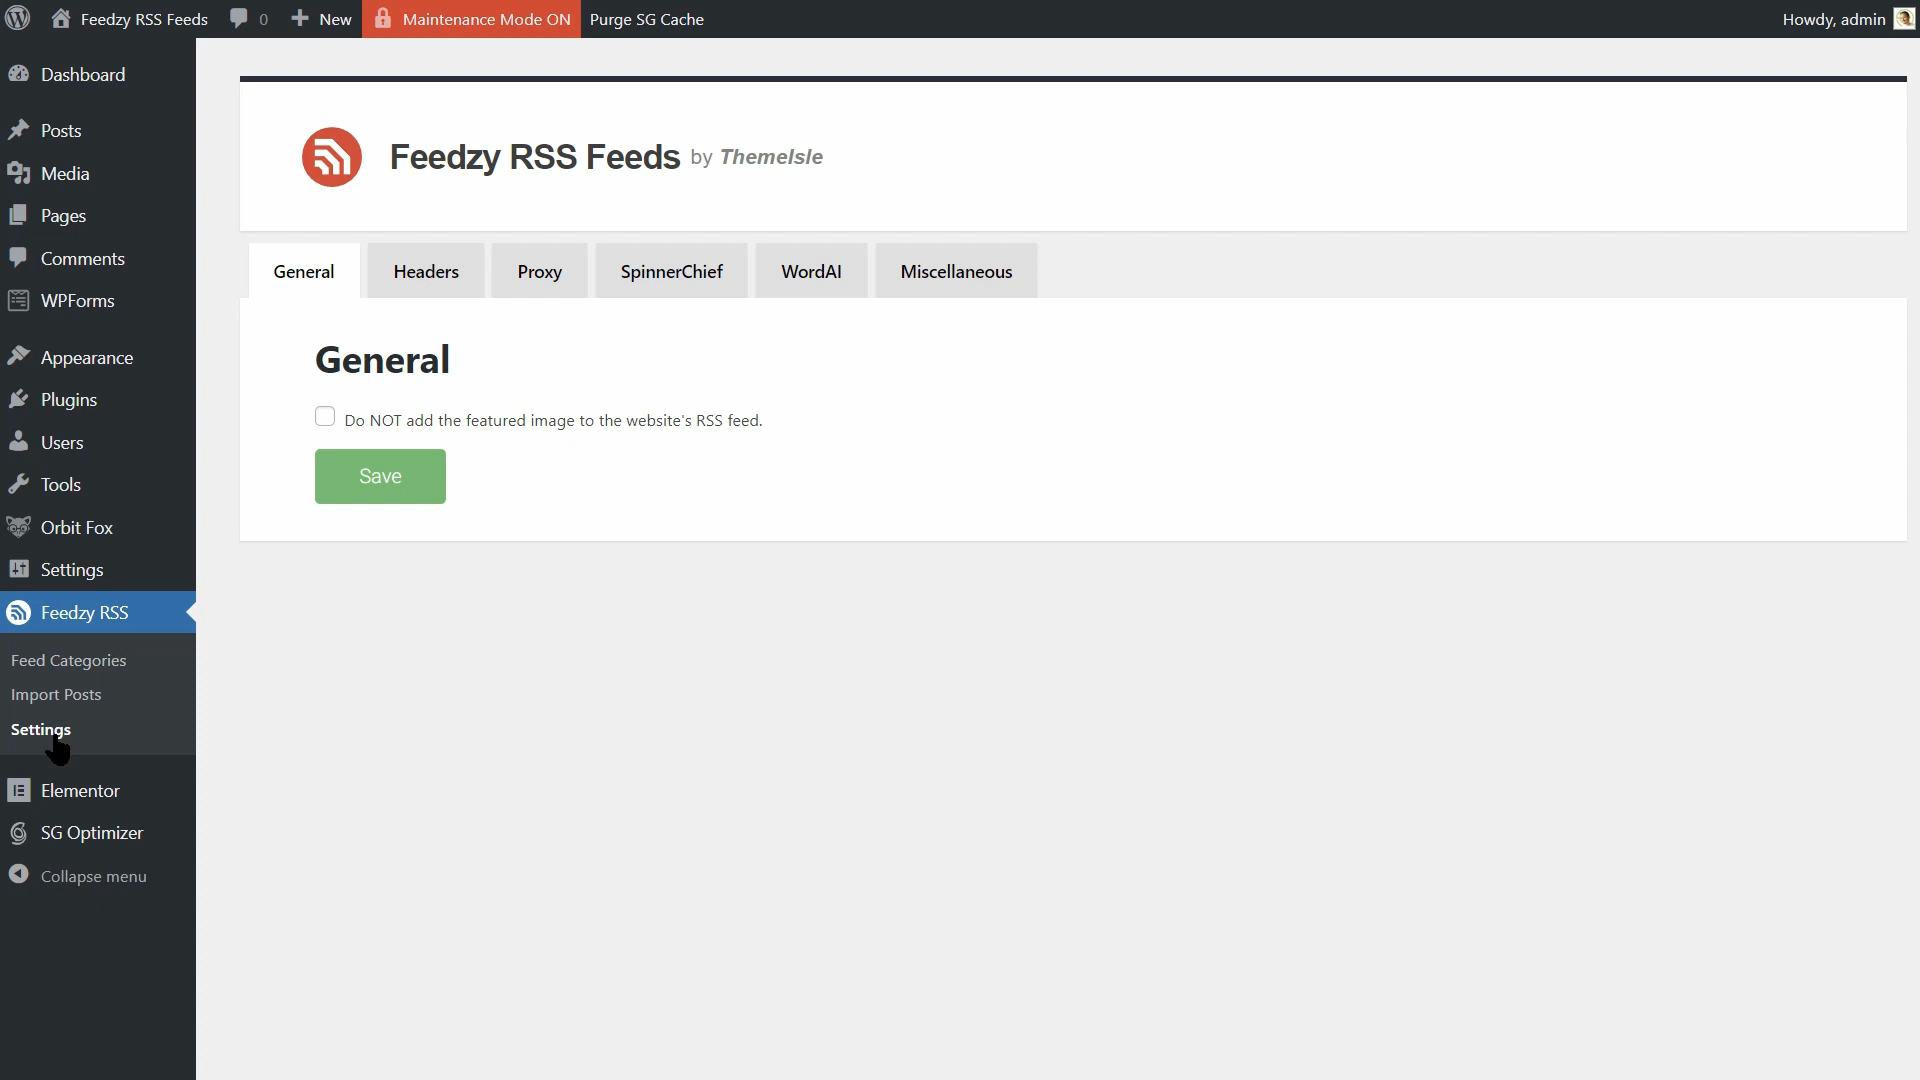 Feedzy RSS Feeds 0 New Maintenance Mode ON Purge SG Cache Howdy, admin
Dashboard
Posts
Media
Pages
Comments
WPForms
Appearance
Plugins
Users
Tools
Orbit Fox
Settings
Feedzy RSS
Feed Categories
Import Posts
Settings
Elementor
SG Optimizer
Collapse menu
Feedzy RSS Feeds by ThemeIsle
General Headers Proxy SpinnerChief WordAI Miscellaneous
General
Do NOT add the featured image to the website's RSS feed.
Save